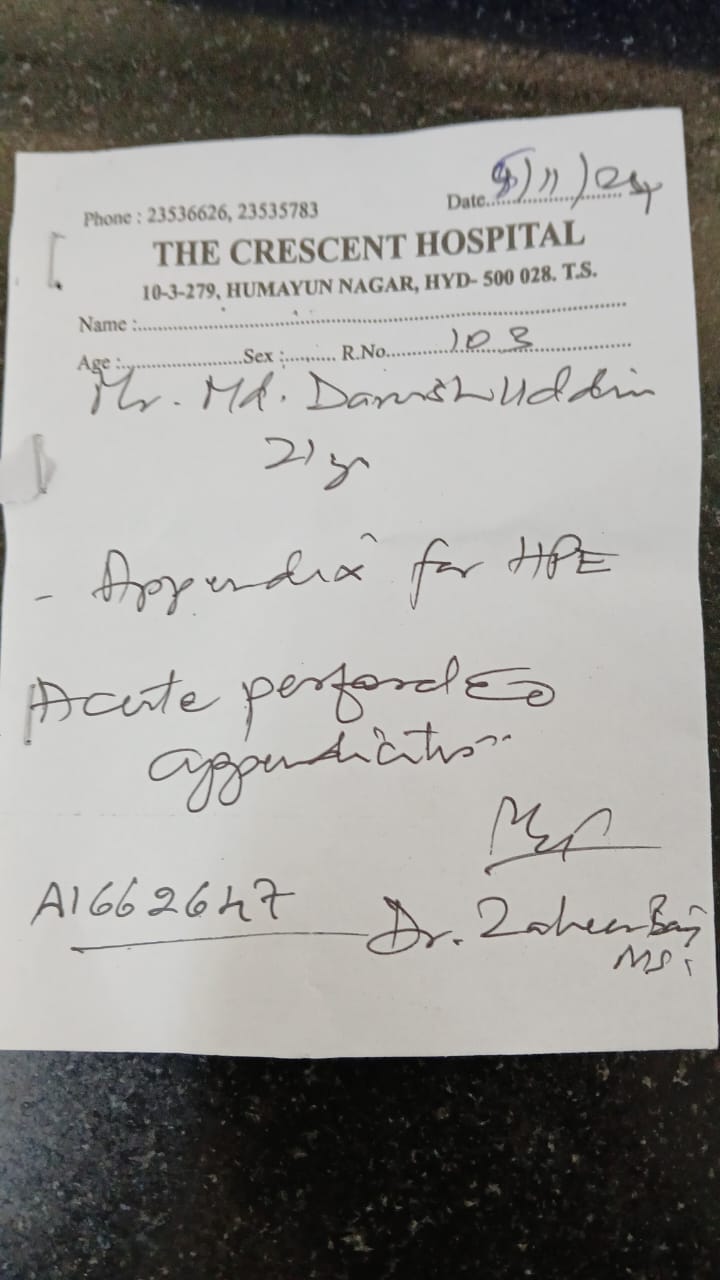 Phone : 23536626, 23535783
Date.. 8/11/24
THE CRESCENT HOSPITAL
10-3-279, HUMAYUN NAGAR, HYD- 500 028. T.S.
Name :
Age : Sex : R.No. 103
Mr. Md. Danishuddin
21 yr
- Appendix for HPE
Acute perforated
appendicitis
A1662647
Dr. Zaheer Baig
MS.